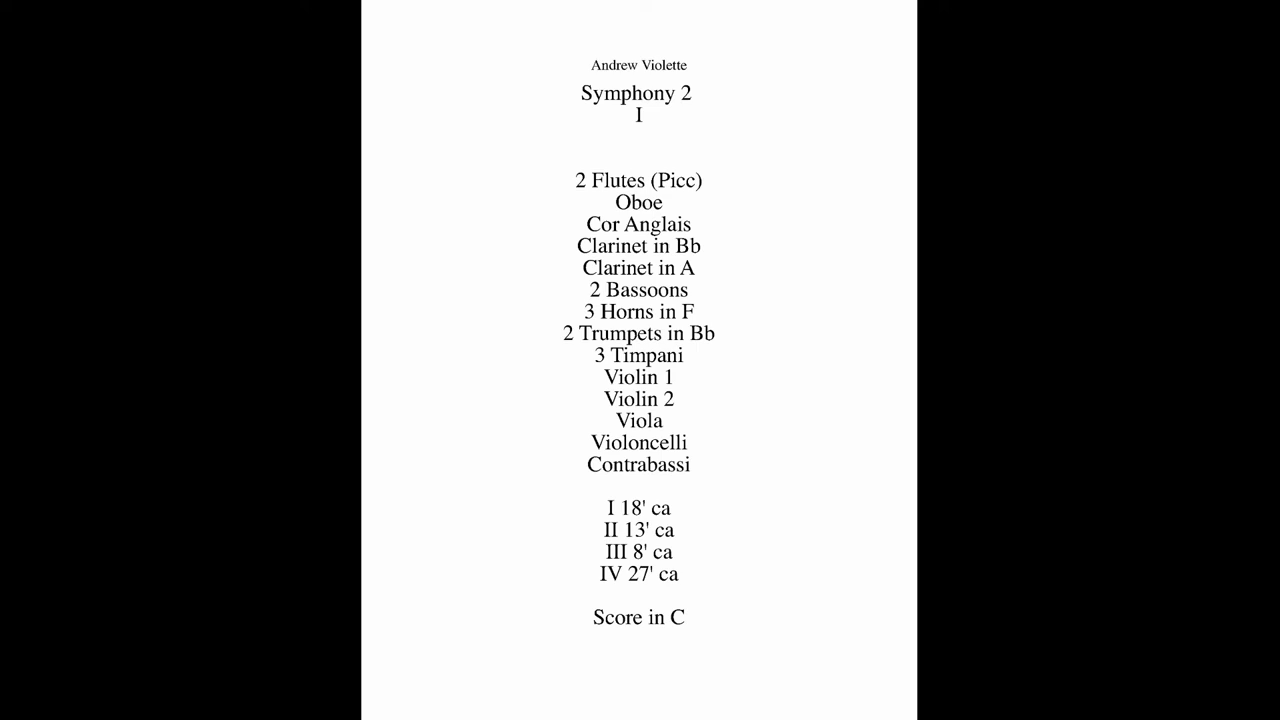 Andrew Violette
Symphony 2
I
2 Flutes (Picc)
Oboe
Cor Anglais
Clarinet in Bb
Clarinet in A
2 Bassoons
3 Horns in F
2 Trumpets in Bb
3 Timpani
Violin 1
Violin 2
Viola
Violoncelli
Contrabassi
I 18' ca
II 13' ca
III 8' ca
IV 27' ca
Score in C